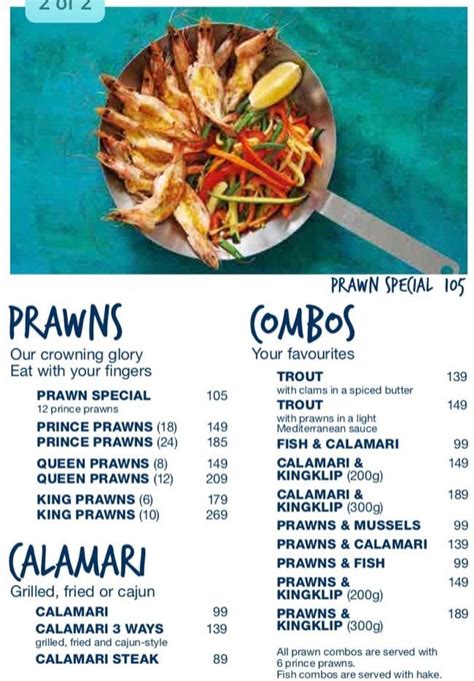 2 of 2
PRAWN SPECIAL 105
PRAWNS
Our crowning glory
Eat with your fingers
PRAWN SPECIAL 105
12 prince prawns
PRINCE PRAWNS (18) 149
PRINCE PRAWNS (24) 185
QUEEN PRAWNS (8) 149
QUEEN PRAWNS (12) 209
KING PRAWNS (6) 179
KING PRAWNS (10) 269
CALAMARI
Grilled, fried or cajun
CALAMARI 99
CALAMARI 3 WAYS 139
grilled, fried and cajun-style
CALAMARI STEAK 89
COMBOS
Your favourites
TROUT 139
with clams in a spiced butter
TROUT 149
with prawns in a light
Mediterranean sauce
FISH & CALAMARI 99
CALAMARI & 149
KINGKLIP (200g)
CALAMARI & 189
KINGKLIP (300g)
PRAWNS & MUSSELS 99
PRAWNS & CALAMARI 139
PRAWNS & FISH 99
PRAWNS & 149
KINGKLIP (200g)
PRAWNS & 189
KINGKLIP (300g)
All prawn combos are served with
6 prince prawns.
Fish combos are served with hake.